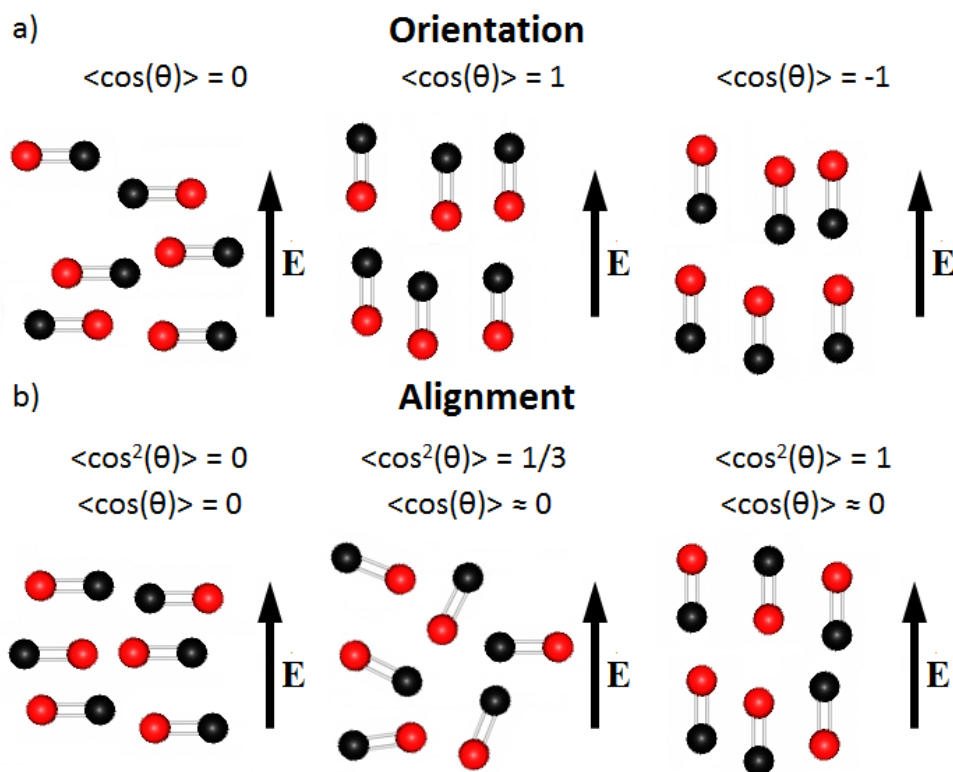 a)
Orientation
<cos(θ)> = 0
<cos(θ)> = 1
<cos(θ)> = -1
E
E
E
b)
Alignment
<cos²(θ)> = 0
<cos(θ)> = 0
<cos²(θ)> = 1/3
<cos(θ)> ≈ 0
<cos²(θ)> = 1
<cos(θ)> ≈ 0
E
E
E